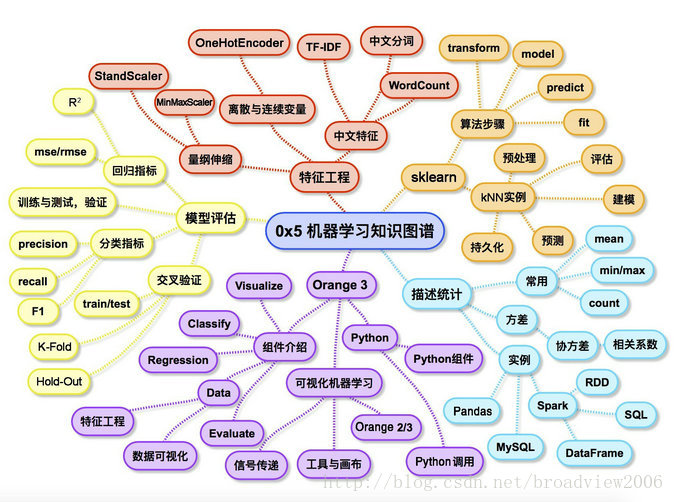 OneHotEncoder
TF-IDF
中文分词
transform
model
StandScaler
MinMaxScaler
WordCount
predict
R²
离散与连续变量
中文特征
算法步骤
fit
mse/rmse
回归指标
量纲伸缩
特征工程
sklearn
预处理
评估
训练与测试，验证
模型评估
kNN实例
建模
precision
分类指标
0x5 机器学习知识图谱
持久化
预测
mean
recall
交叉验证
Visualize
Orange 3
描述统计
常用
min/max
F1
train/test
count
Classify
Python
方差
K-Fold
Regression
组件介绍
Python组件
实例
协方差
相关系数
Hold-Out
Data
可视化机器学习
RDD
特征工程
Pandas
Spark
SQL
数据可视化
Evaluate
Orange 2/3
MySQL
DataFrame
信号传递
工具与画布
Python 调用
http://blog.csdn.net/broadview2006